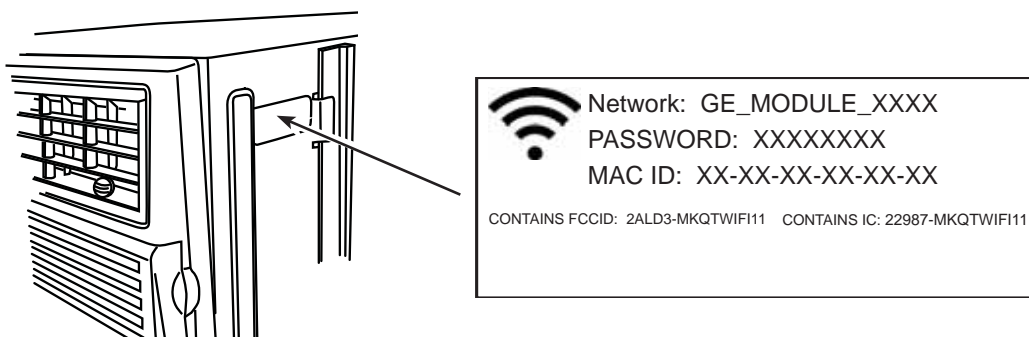 Network: GE_MODULE_XXXX
PASSWORD: XXXXXXXX
MAC ID: XX-XX-XX-XX-XX-XX
CONTAINS FCCID: 2ALD3-MKQTWIFI11 CONTAINS IC: 22987-MKQTWIFI11